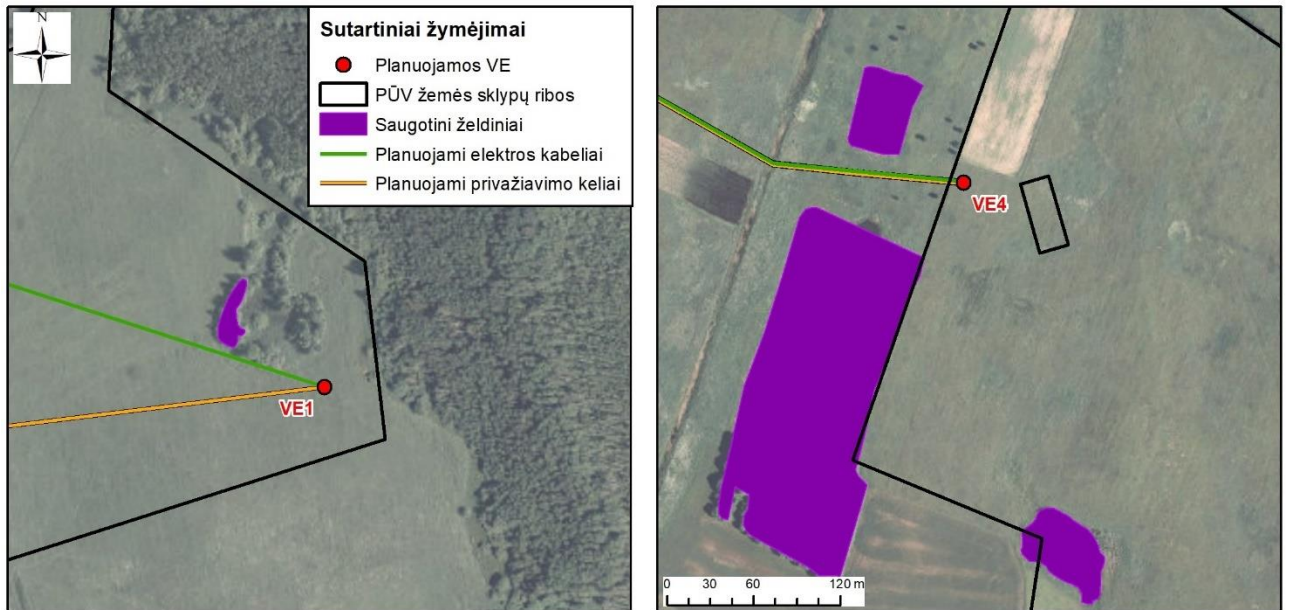 N
Sutartiniai žymėjimai
Planuojamos VE
PŪV žemės sklypų ribos
Saugotini želdiniai
Planuojami elektros kabeliai
Planuojami privažiavimo keliai
VE1
VE4
0 30 60 120 m